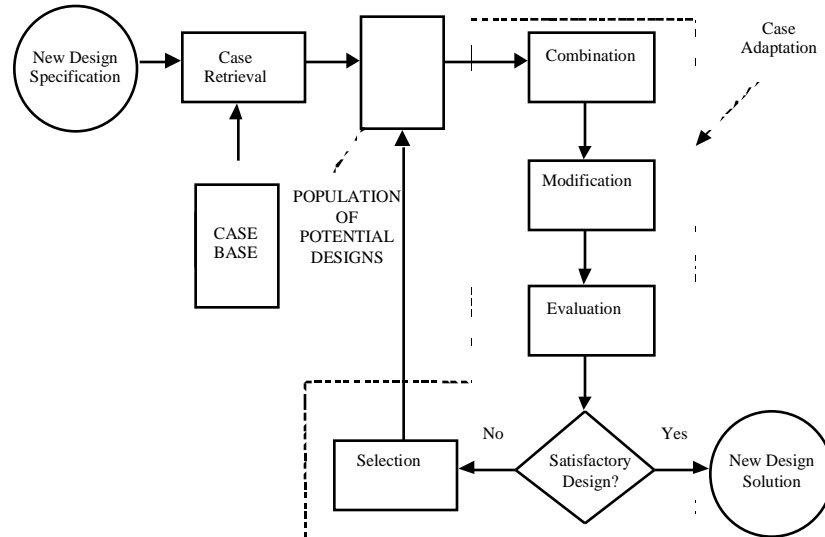 New Design
Specification
Case
Retrieval
Combination
Case
Adaptation
Modification
CASE
BASE
POPULATION
OF
POTENTIAL
DESIGNS
Evaluation
No
Yes
Selection
Satisfactory
Design?
New Design
Solution